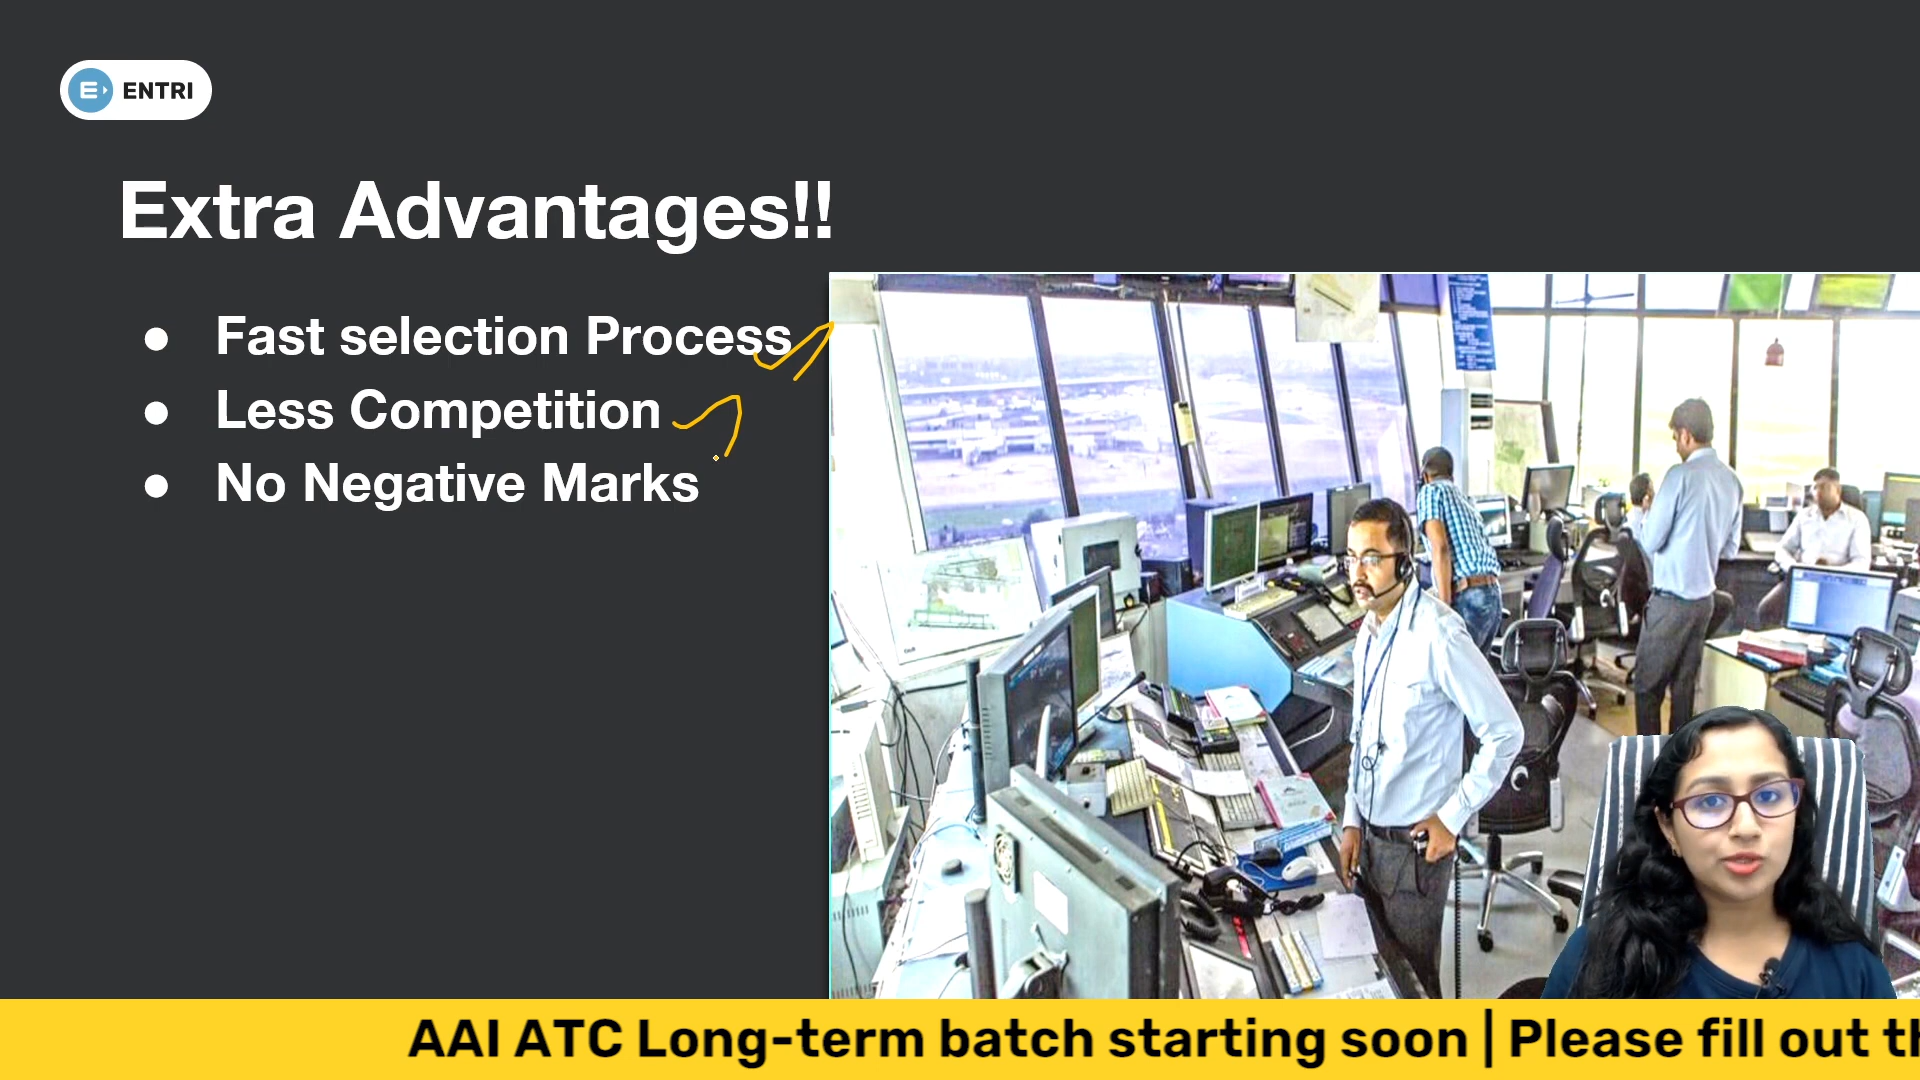 ENTRI
Extra Advantages!!
● Fast selection Process
● Less Competition
● No Negative Marks
AAI ATC Long-term batch starting soon | Please fill out th